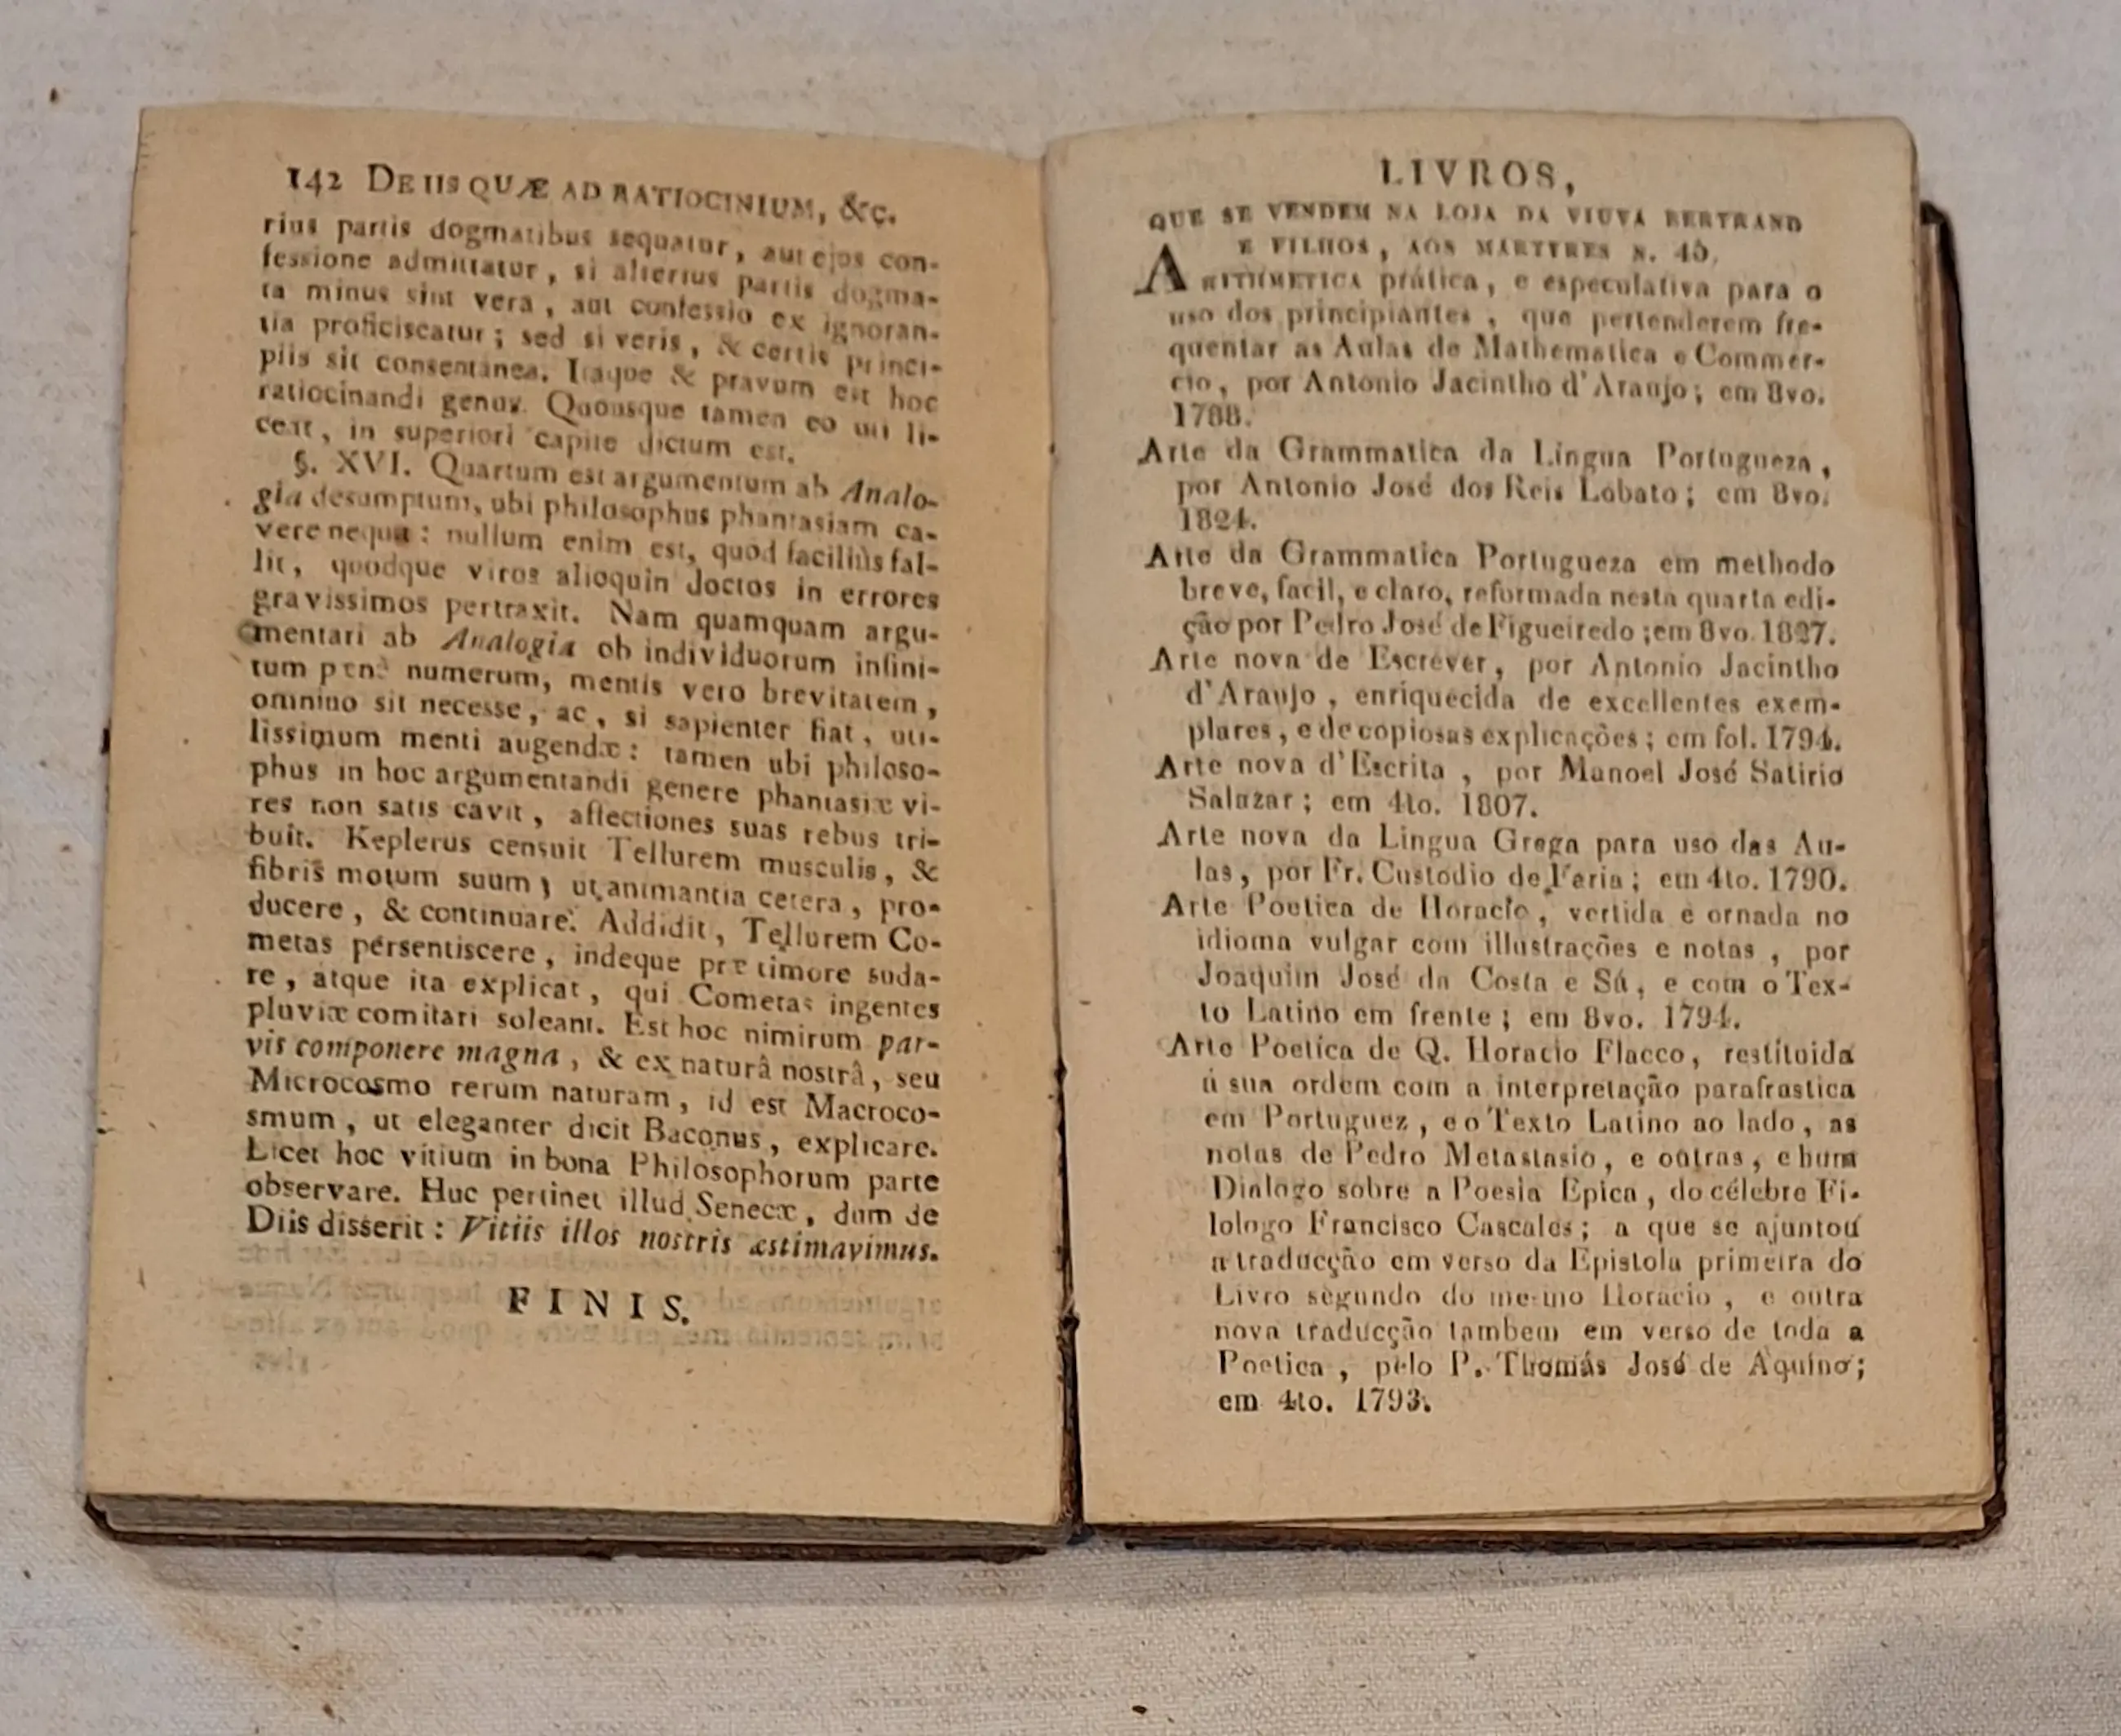 142 DE IIS QUÆ AD RATIOCINIUM, &c.
rius partis dogmatibus sequatur, aut ejus con-
fessione admittatur, si alterius partis dogma-
ta minus sint vera, aut confessio ex ignoran-
tia proficiscatur; sed si veris, & certis princi-
piis sit consentanea. Itaque & pravum est hoc
ratiocinandi genus. Quousque tamen eo uti li-
ceat, in superiori capite dictum est.
§. XVI. Quartum est argumentum ab Analo-
gia desumptum, ubi philosophus phantasiam ca-
vere nequa: nullum enim est, quod faciliùs fal-
lit, quodque viros alioquin doctos in errores
gravissimos pertraxit. Nam quamquam argu-
mentari ab Analogia ob individuorum infini-
tum pene numerum, mentis vero brevitatem,
omnino sit necesse, ac, si sapienter fiat, uti-
lissimum menti augendæ: tamen ubi philoso-
phus in hoc argumentandi genere phantasiæ vi-
res non satis cavit, affectiones suas rebus tri-
buit. Keplerus censuit Tellurem musculis, &
fibris motum suum, ut animantia cetera, pro-
ducere, & continuare. Addidit, Tellurem Co-
metas persentiscere, indeque præ timore suda-
re, atque ita explicat, qui Cometas ingentes
pluviæ comitari soleant. Est hoc nimirum par-
vis componere magna, & ex naturâ nostrâ, seu
Microcosmo rerum naturam, id est Macroco-
smum, ut eleganter dicit Baconus, explicare.
Licet hoc vitium in bona Philosophorum parte
observare. Huc pertinet illud Senecæ, dum de
Diis disserit: Vitiis illos nostris æstimavimus.
FINIS.
LIVROS,
QUE SE VENDEM NA LOJA DA VIUVA BERTRAND
E FILHOS, AOS MARTYRES N. 45.
ARITHMETICA prática, e especulativa para o
uso dos principiantes, que pertenderem fre-
quentar as Aulas de Mathematica e Commer-
cio, por Antonio Jacintho d'Araujo; em 8vo.
1788.
Arte da Grammatica da Lingua Portugueza,
por Antonio José dos Reis Lobato; em 8vo.
1824.
Arte da Grammatica Portugueza em methodo
breve, facil, e claro, reformada nesta quarta edi-
ção por Pedro José de Figueiredo; em 8vo. 1827.
Arte nova de Escrever, por Antonio Jacintho
d'Araujo, enriquecida de excellentes exem-
plares, e de copiosas explicações; em fol. 1794.
Arte nova d'Escrita, por Manoel José Satirio
Salazar; em 4to. 1807.
Arte nova da Lingua Grega para uso das Au-
las, por Fr. Custodio de Faria; em 4to. 1790.
Arte Poetica de Horacio, vertida e ornada no
idioma vulgar com illustrações e notas, por
Joaquim José da Costa e Sá, e com o Tex-
to Latino em frente; em 8vo. 1794.
Arte Poetica de Q. Horacio Flacco, restituida
á sua ordem com a interpretação parafrastica
em Portuguez, e o Texto Latino ao lado, as
notas de Pedro Metastasio, e outras, e hum
Dialogo sobre a Poesia Epica, do célebre Fi-
lologo Francisco Cascales; a que se ajuntou
a traducção em verso da Epistola primeira do
Livro segundo do mesmo Horacio, e outra
nova traducção tambem em verso de toda a
Poetica, pelo P. Thomás José de Aquino;
em 4to. 1793.